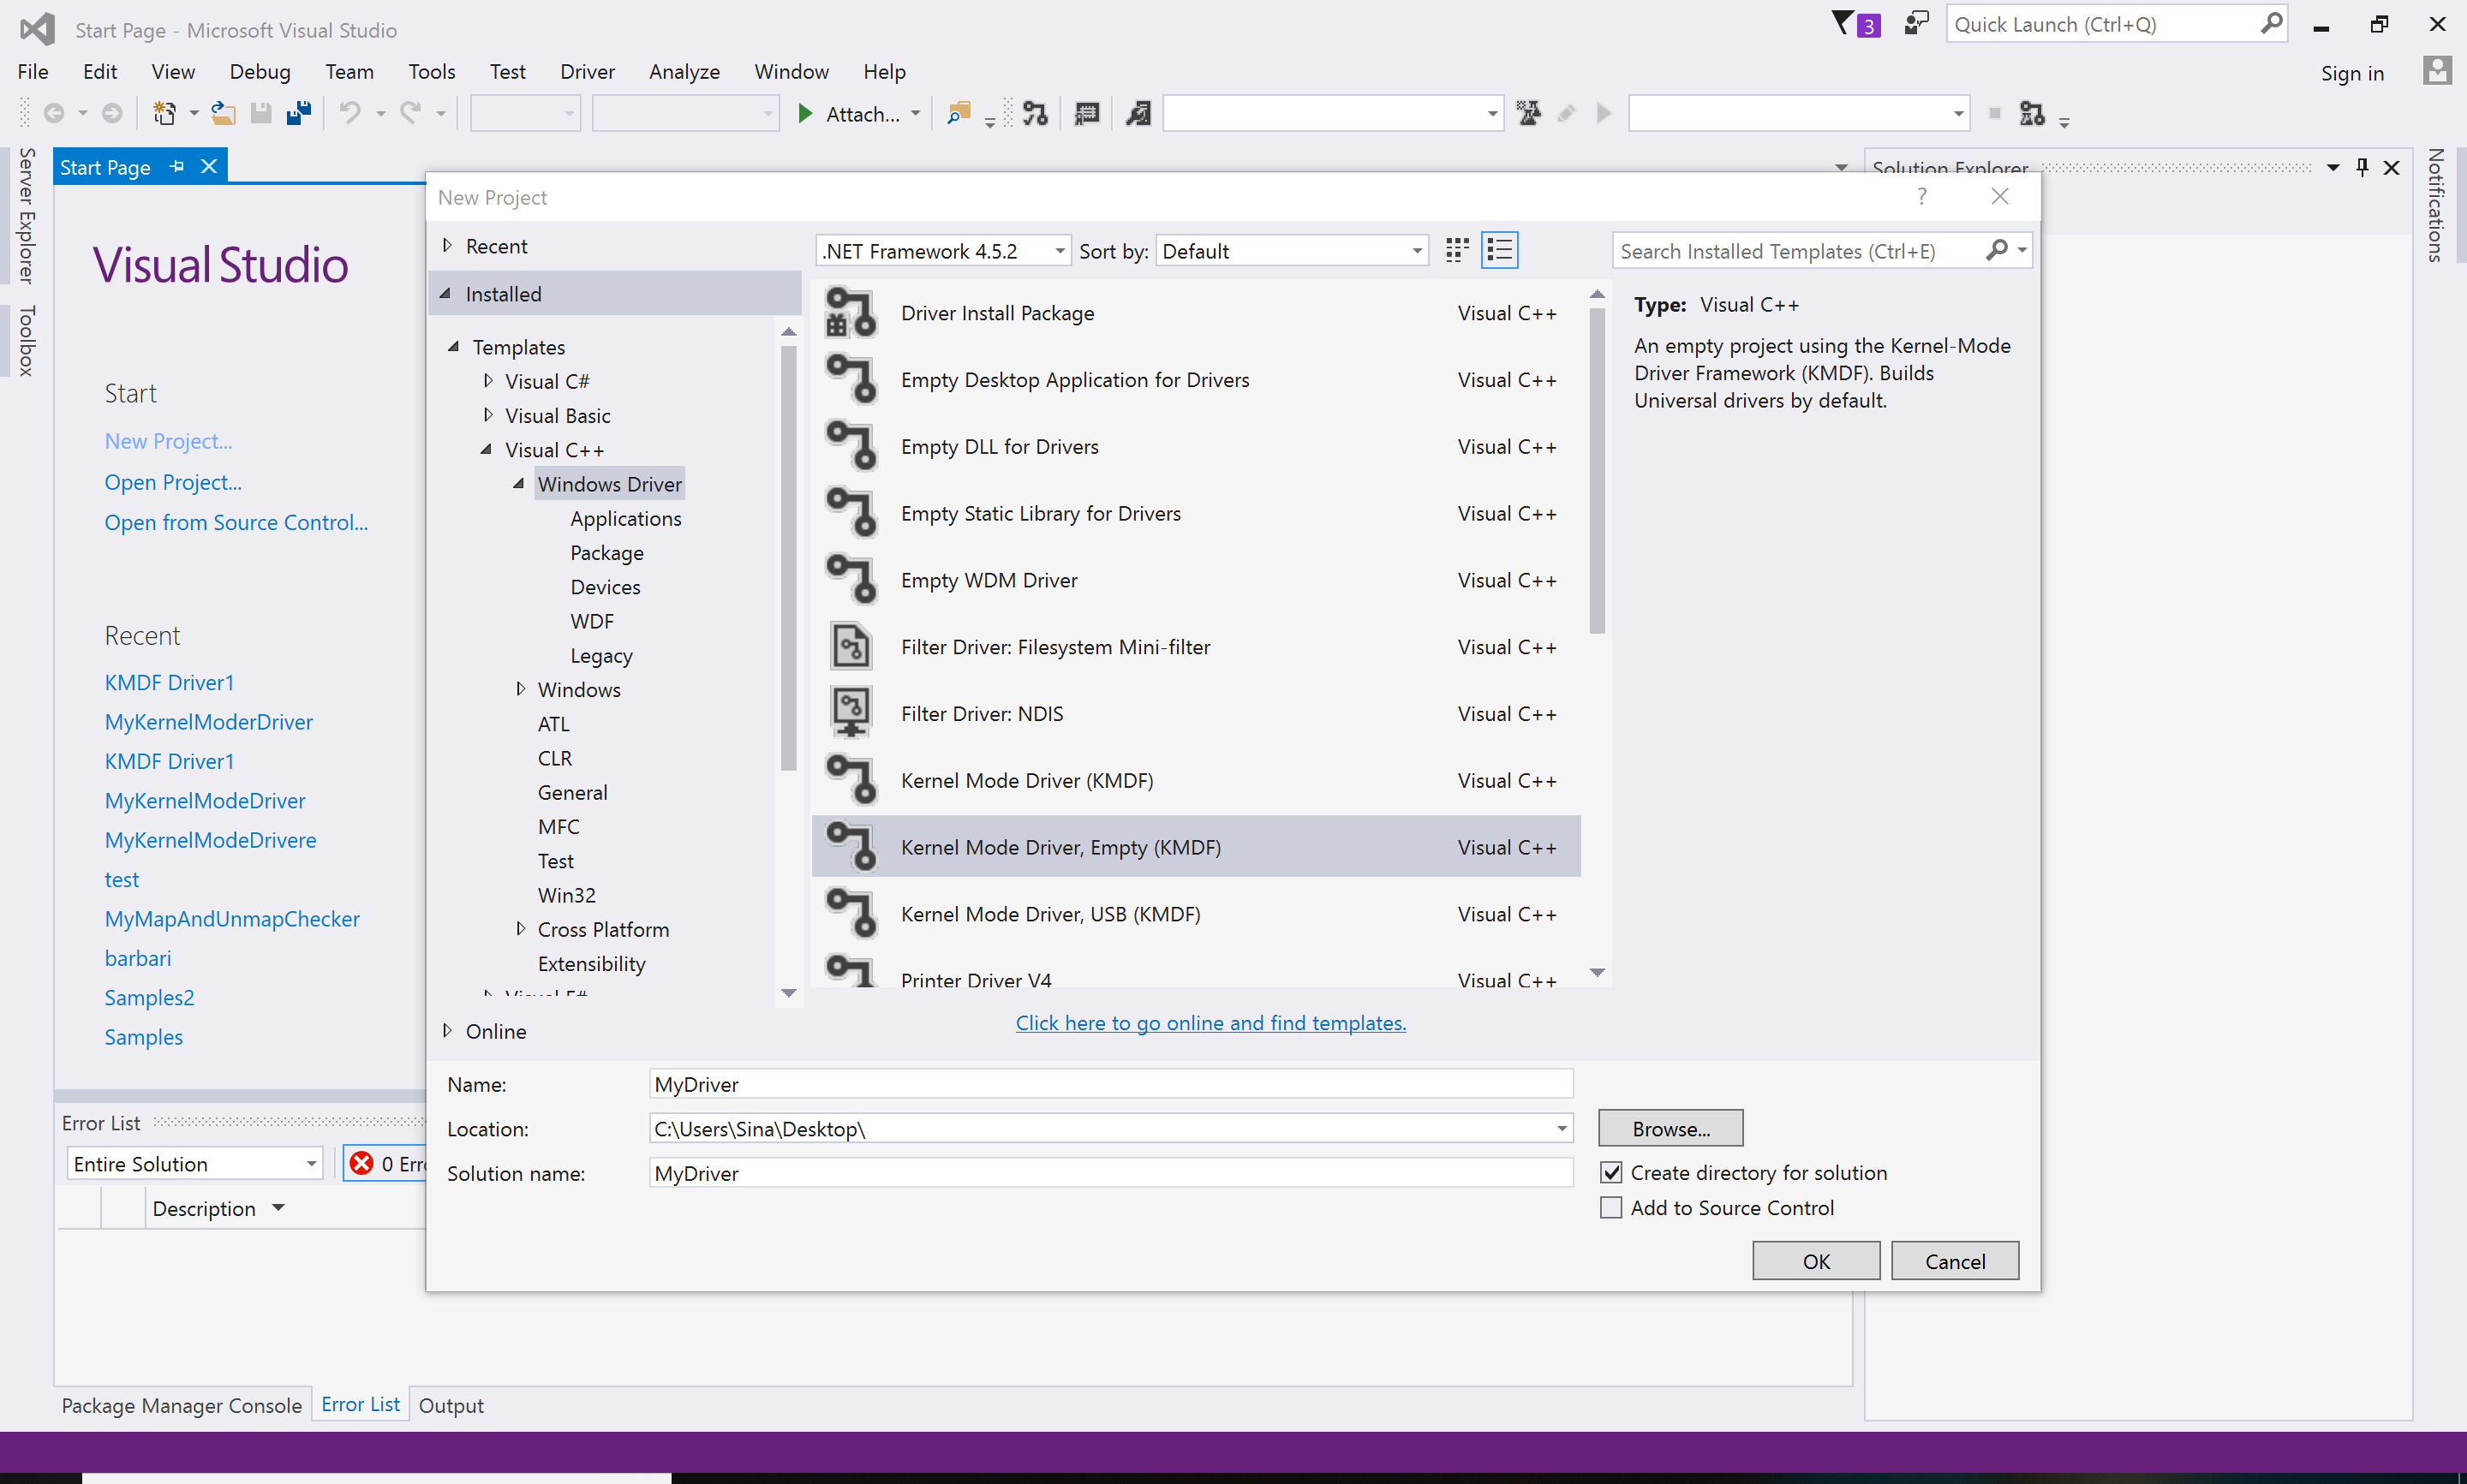 Start Page - Microsoft Visual Studio
3
Quick Launch (Ctrl+Q)
File Edit View Debug Team Tools Test Driver Analyze Window Help
Sign in
Attach...
Server Explorer
Toolbox
Start Page
Solution Explorer
Notifications
Visual Studio
Start
New Project...
Open Project...
Open from Source Control...
Recent
KMDF Driver1
MyKernelModerDriver
KMDF Driver1
MyKernelModeDriver
MyKernelModeDrivere
test
MyMapAndUnmapChecker
barbari
Samples2
Samples
New Project
?
Recent
Installed
.NET Framework 4.5.2
Sort by: Default
Search Installed Templates (Ctrl+E)
Templates
Visual C#
Visual Basic
Visual C++
Windows Driver
Applications
Package
Devices
WDF
Legacy
Windows
ATL
CLR
General
MFC
Test
Win32
Cross Platform
Extensibility
Visual F#
Online
Driver Install Package Visual C++
Empty Desktop Application for Drivers Visual C++
Empty DLL for Drivers Visual C++
Empty Static Library for Drivers Visual C++
Empty WDM Driver Visual C++
Filter Driver: Filesystem Mini-filter Visual C++
Filter Driver: NDIS Visual C++
Kernel Mode Driver (KMDF) Visual C++
Kernel Mode Driver, Empty (KMDF) Visual C++
Kernel Mode Driver, USB (KMDF) Visual C++
Printer Driver V4 Visual C++
Click here to go online and find templates.
Type: Visual C++
An empty project using the Kernel-Mode
Driver Framework (KMDF). Builds
Universal drivers by default.
Name: MyDriver
Location: C:\Users\Sina\Desktop\
Browse...
Solution name: MyDriver
Create directory for solution
Add to Source Control
OK
Cancel
Error List
Entire Solution
0 Erro
Description
Package Manager Console
Error List
Output